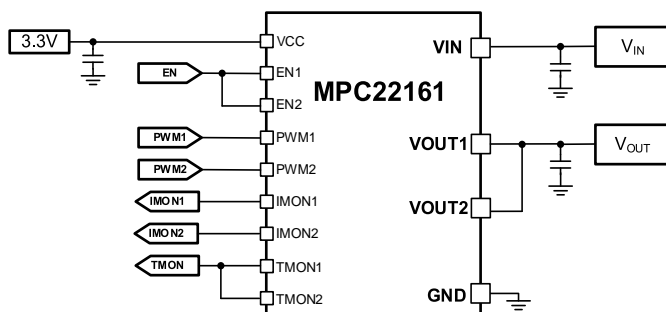 3.3V
VCC
VIN
V_IN
EN
EN1
MPC22161
EN2
PWM1
PWM1
VOUT1
V_OUT
PWM2
PWM2
IMON1
IMON1
VOUT2
IMON2
IMON2
TMON
TMON1
GND
TMON2